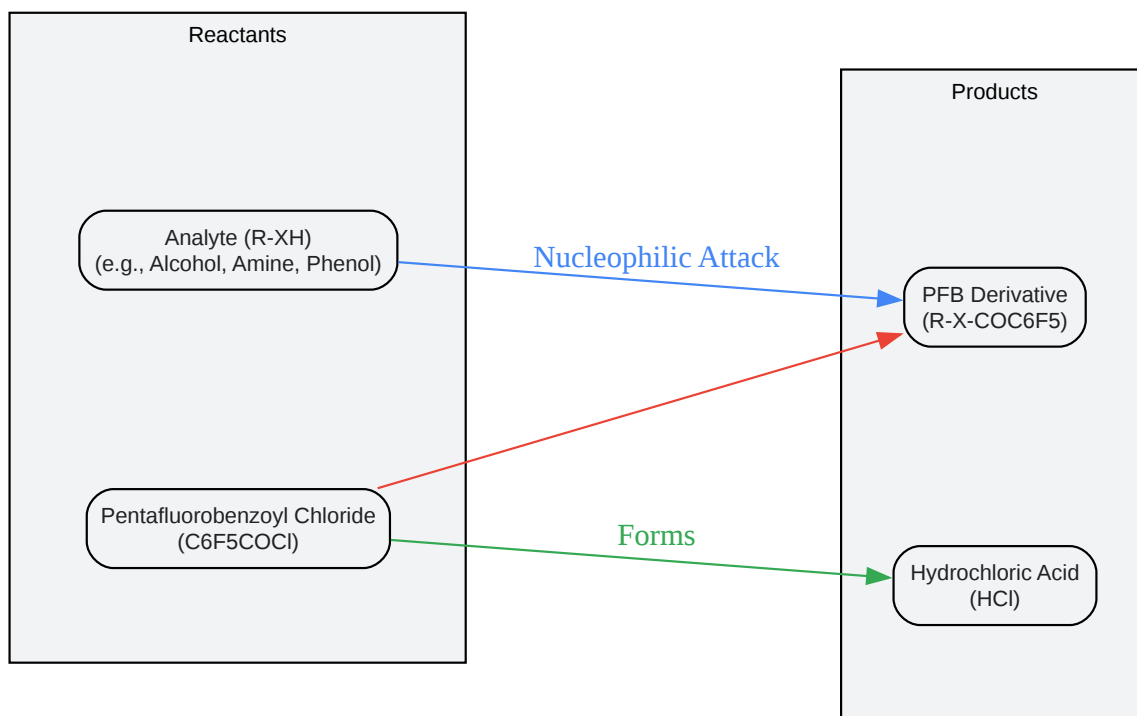 Reactants
Products
Analyte (R-XH)
(e.g., Alcohol, Amine, Phenol)
Nucleophilic Attack
PFB Derivative
(R-X-COC6F5)
Pentafluorobenzoyl Chloride
(C6F5COCl)
Forms
Hydrochloric Acid
(HCl)